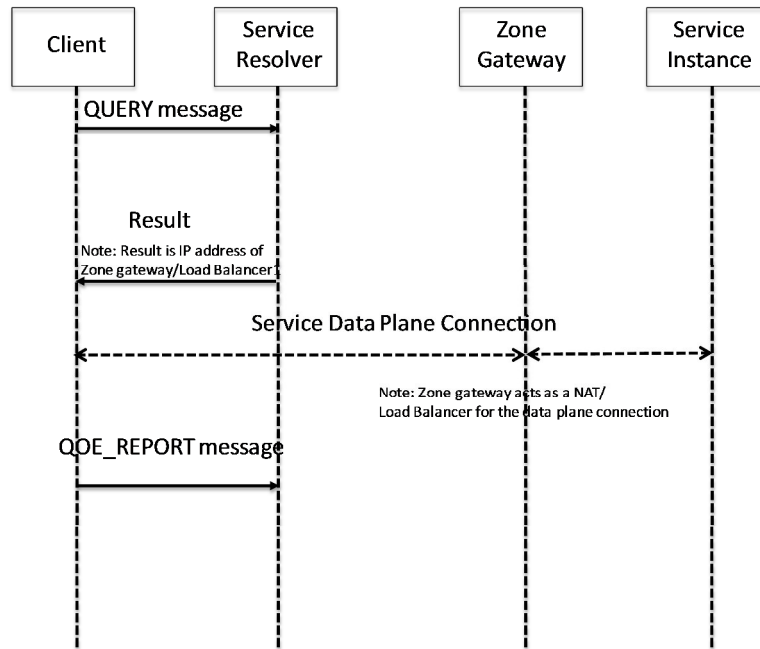 Client
Service
Resolver
Zone
Gateway
Service
Instance
QUERY message
Result
Note: Result is IP address of
Zone gateway/Load Balancer1
Service Data Plane Connection
Note: Zone gateway acts as a NAT/
Load Balancer for the data plane connection
QOE_REPORT message